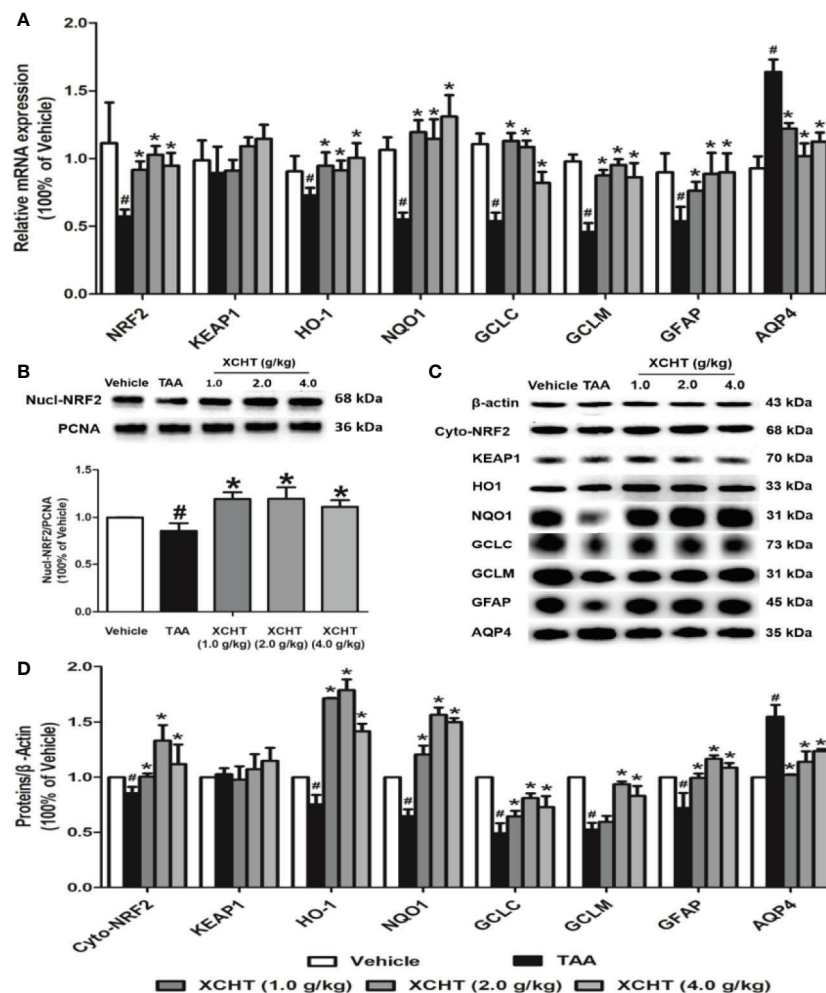 A
Relative mRNA expression
(100% of Vehicle)
2.0
1.5
1.0
0.5
0.0
# * * *
# * * *
# * * *
# * * *
# * * *
# * * *
# * * *
NRF2 KEAP1 HO-1 NQO1 GCLC GCLM GFAP AQP4
B
XCHT (g/kg)
Vehicle TAA 1.0 2.0 4.0
Nucl-NRF2 68 kDa
PCNA 36 kDa
Nucl-NRF2/PCNA
(100% of Vehicle)
1.5
1.0
0.5
0.0
# * * *
Vehicle TAA XCHT XCHT XCHT
(1.0 g/kg) (2.0 g/kg) (4.0 g/kg)
C
XCHT (g/kg)
Vehicle TAA 1.0 2.0 4.0
β-actin 43 kDa
Cyto-NRF2 68 kDa
KEAP1 70 kDa
HO1 33 kDa
NQO1 31 kDa
GCLC 73 kDa
GCLM 31 kDa
GFAP 45 kDa
AQP4 35 kDa
D
Proteins/β-Actin
(100% of Vehicle)
2.0
1.5
1.0
0.5
0.0
# * * *
# * * *
# * * *
# * * *
# * *
# * * *
# * * *
Cyto-NRF2 KEAP1 HO-1 NQO1 GCLC GCLM GFAP AQP4
Vehicle TAA
XCHT (1.0 g/kg) XCHT (2.0 g/kg) XCHT (4.0 g/kg)